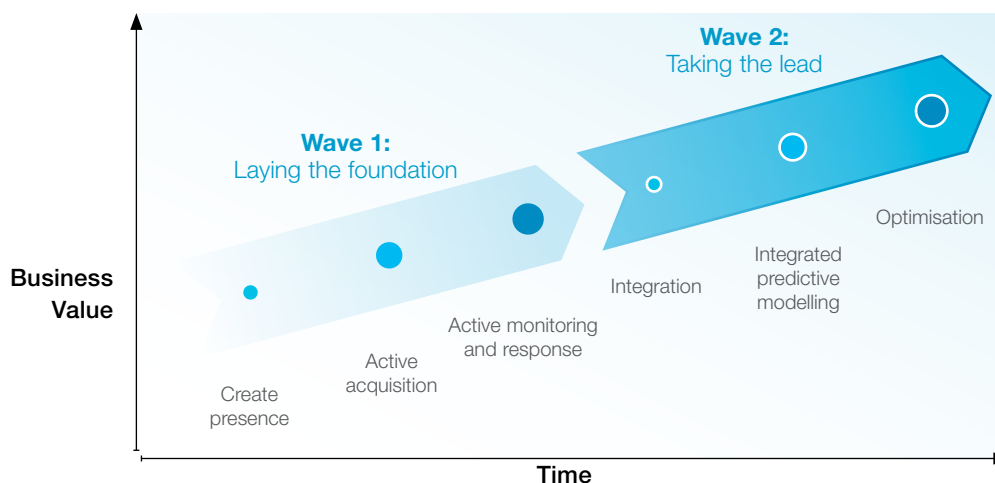 Wave 2:
Taking the lead
Wave 1:
Laying the foundation
Business
Value
Create
presence
Active
acquisition
Active monitoring
and response
Integration
Integrated
predictive
modelling
Optimisation
Time